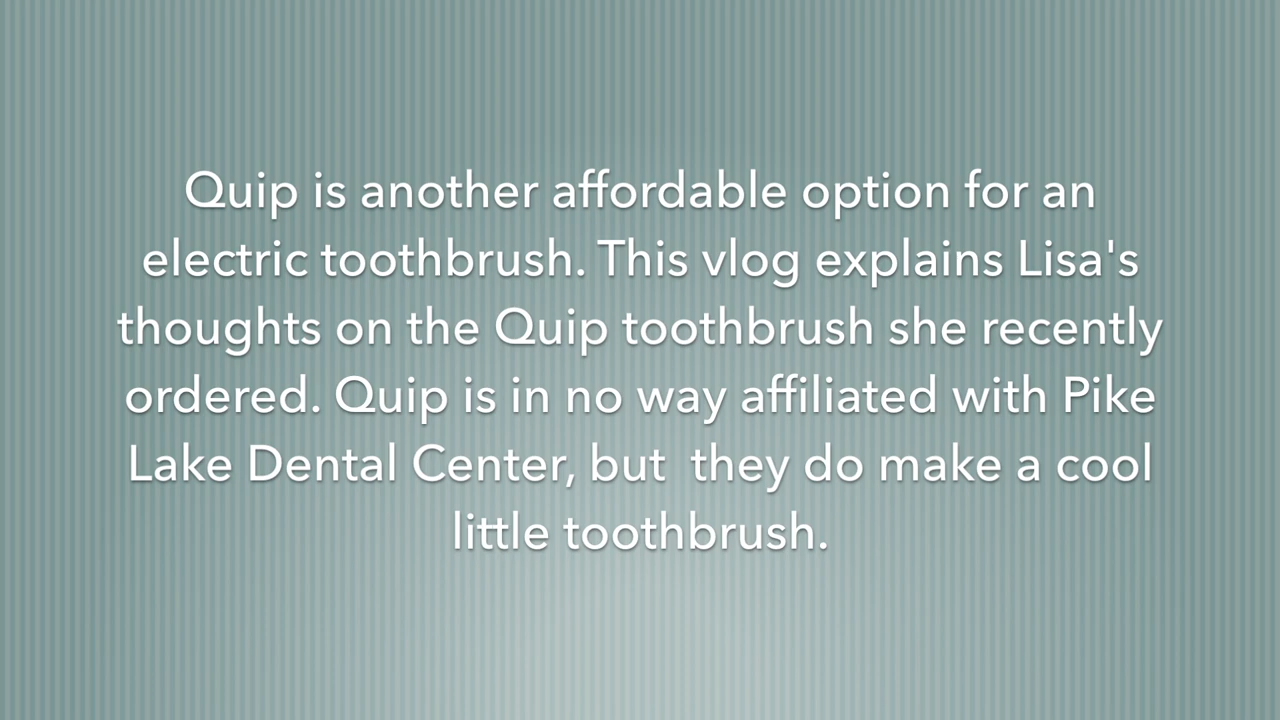 Quip is another affordable option for an
electric toothbrush. This vlog explains Lisa's
thoughts on the Quip toothbrush she recently
ordered. Quip is in no way affiliated with Pike
Lake Dental Center, but  they do make a cool
little toothbrush.